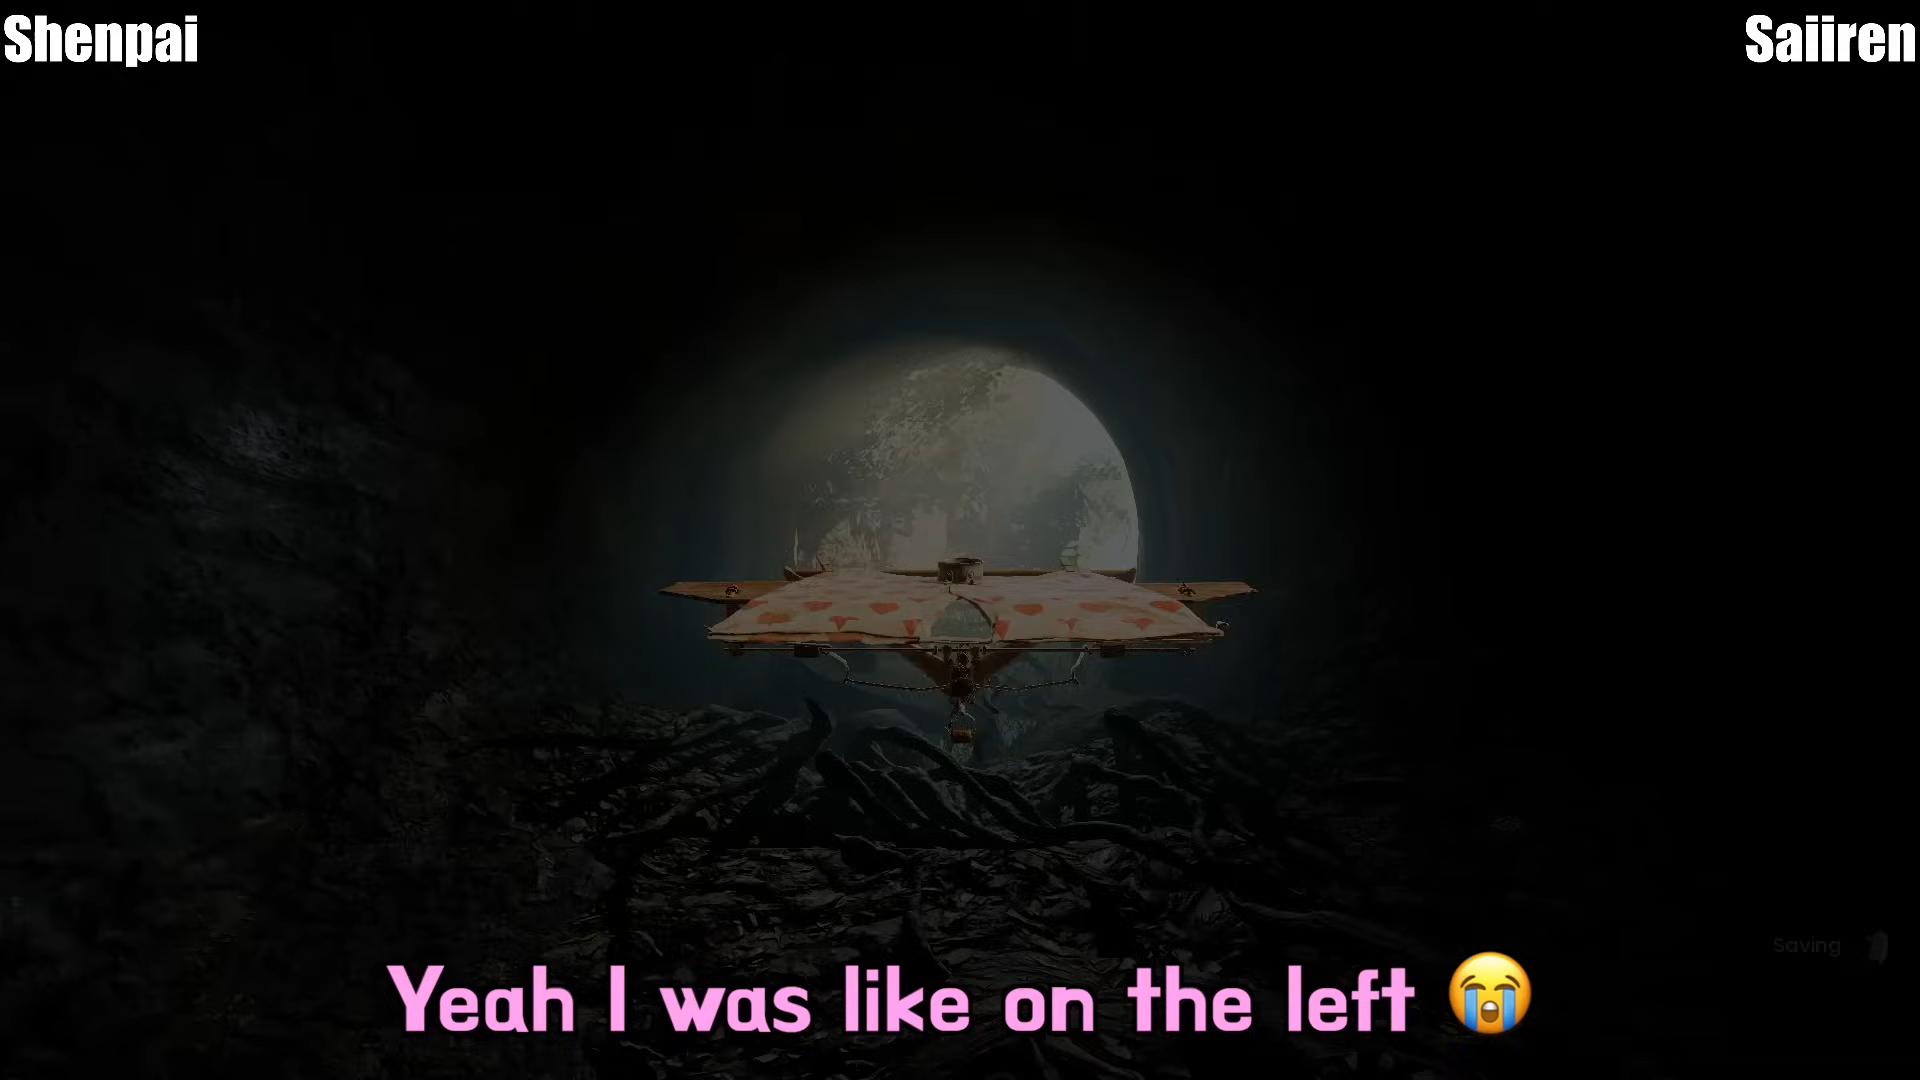 Shenpai
Saiiren
Saving
Yeah I was like on the left 😭